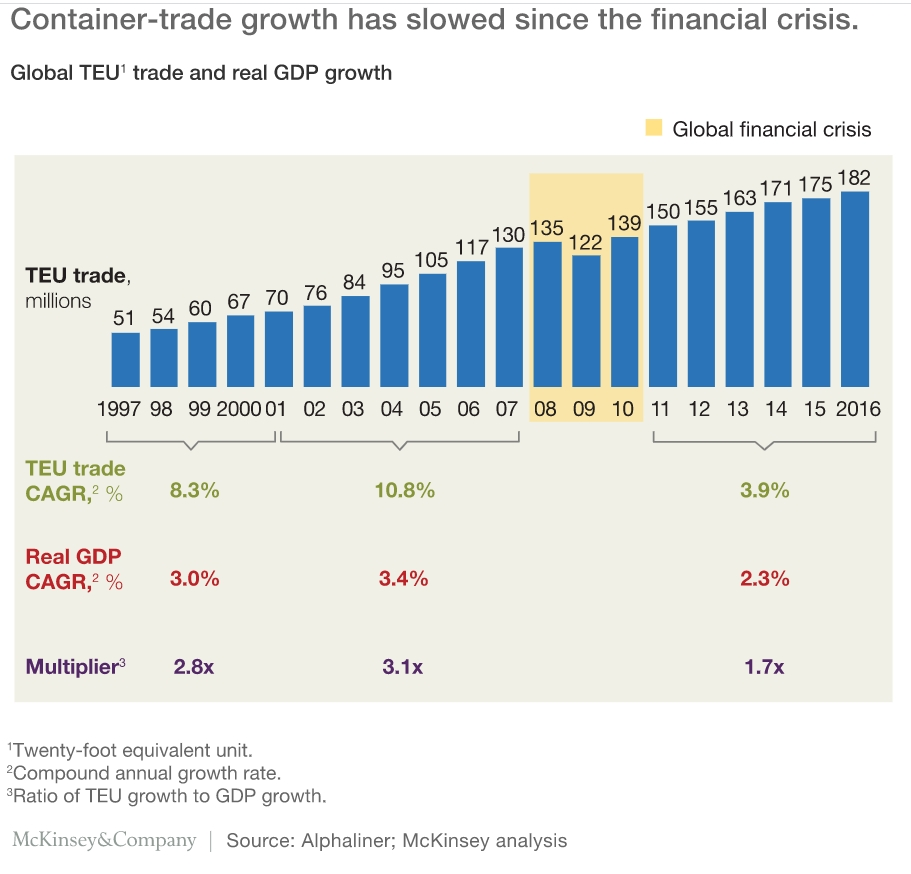 Container-trade growth has slowed since the financial crisis.
Global TEU¹ trade and real GDP growth
Global financial crisis
TEU trade,
millions
51 54 60 67 70 76 84 95 105 117 130 135 122 139 150 155 163 171 175 182
1997 98 99 2000 01 02 03 04 05 06 07 08 09 10 11 12 13 14 15 2016
TEU trade
CAGR,² % 8.3% 10.8% 3.9%
Real GDP
CAGR,² % 3.0% 3.4% 2.3%
Multiplier³ 2.8x 3.1x 1.7x
¹Twenty-foot equivalent unit.
²Compound annual growth rate.
³Ratio of TEU growth to GDP growth.
McKinsey&Company | Source: Alphaliner; McKinsey analysis